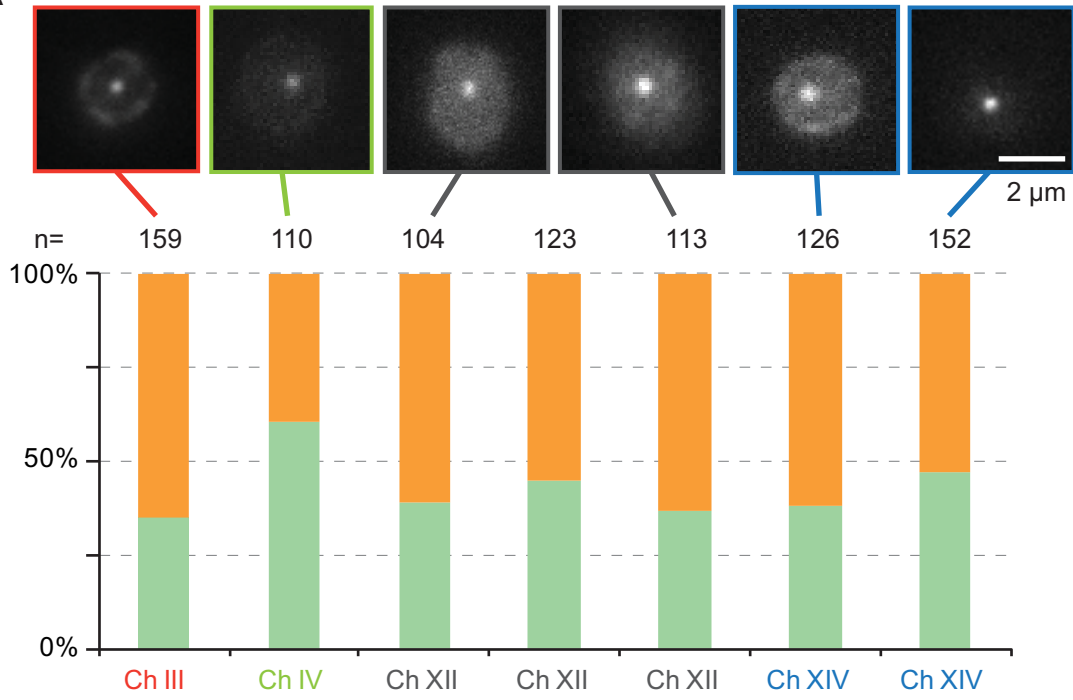 2 µm
n= 159 110 104 123 113 126 152
100%
50%
0%
Ch III Ch IV Ch XII Ch XII Ch XII Ch XIV Ch XIV